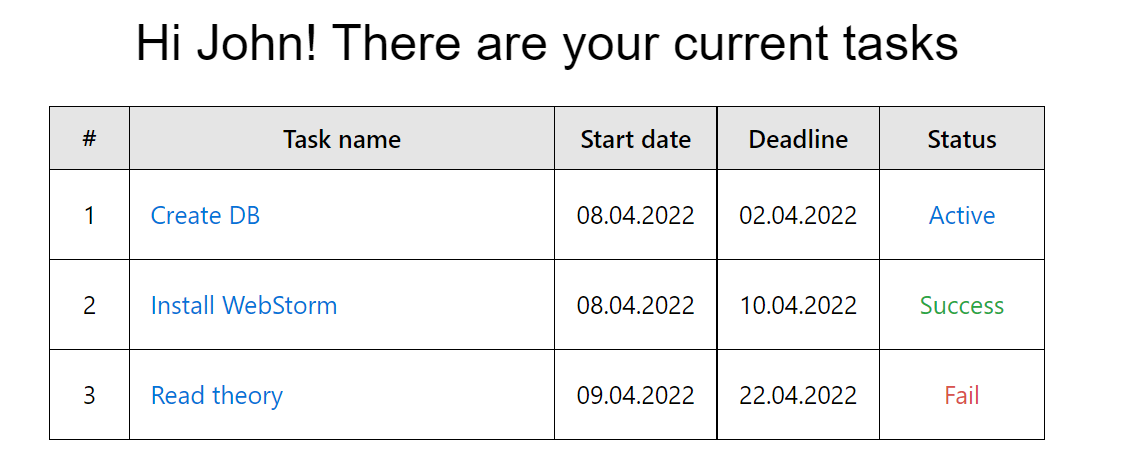 Hi John! There are your current tasks
# Task name Start date Deadline Status
1 Create DB 08.04.2022 02.04.2022 Active
2 Install WebStorm 08.04.2022 10.04.2022 Success
3 Read theory 09.04.2022 22.04.2022 Fail